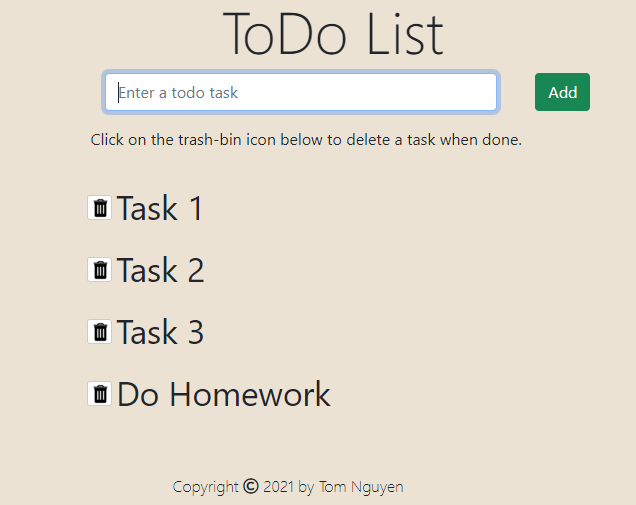 ToDo List
Enter a todo task
Add
Click on the trash-bin icon below to delete a task when done.
Task 1
Task 2
Task 3
Do Homework
Copyright © 2021 by Tom Nguyen